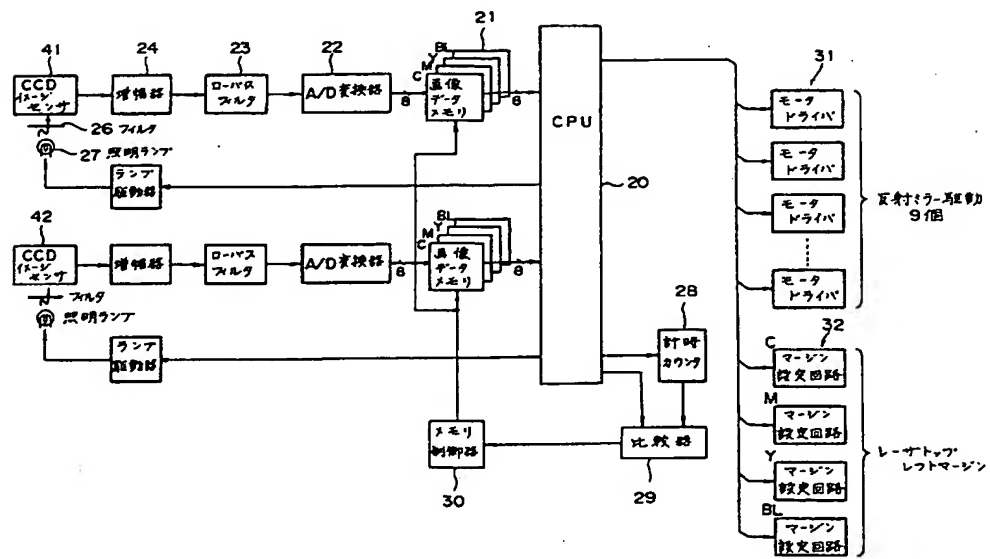 41
CCD
イメージ
センサ
24
増幅器
23
ローパス
フィルタ
22
A/D変換器
8
21
BL
Y
M
C
画像
データ
メモリ
8
CPU
20
26 フィルタ
27 照明ランプ
ランプ
駆動器
42
CCD
イメージ
センサ
増幅器
ローパス
フィルタ
A/D変換器
8
BL
Y
M
C
画像
データ
メモリ
8
フィルタ
照明ランプ
ランプ
駆動器
28
計時
カウンタ
比較器
29
メモリ
制御器
30
31
モータ
ドライバ
モータ
ドライバ
モータ
ドライバ
モータ
ドライバ
反射ミラー駆動
9個
32
C
マージン
設定回路
M
マージン
設定回路
Y
マージン
設定回路
BL
マージン
設定回路
レーザトップ
レフトマージン